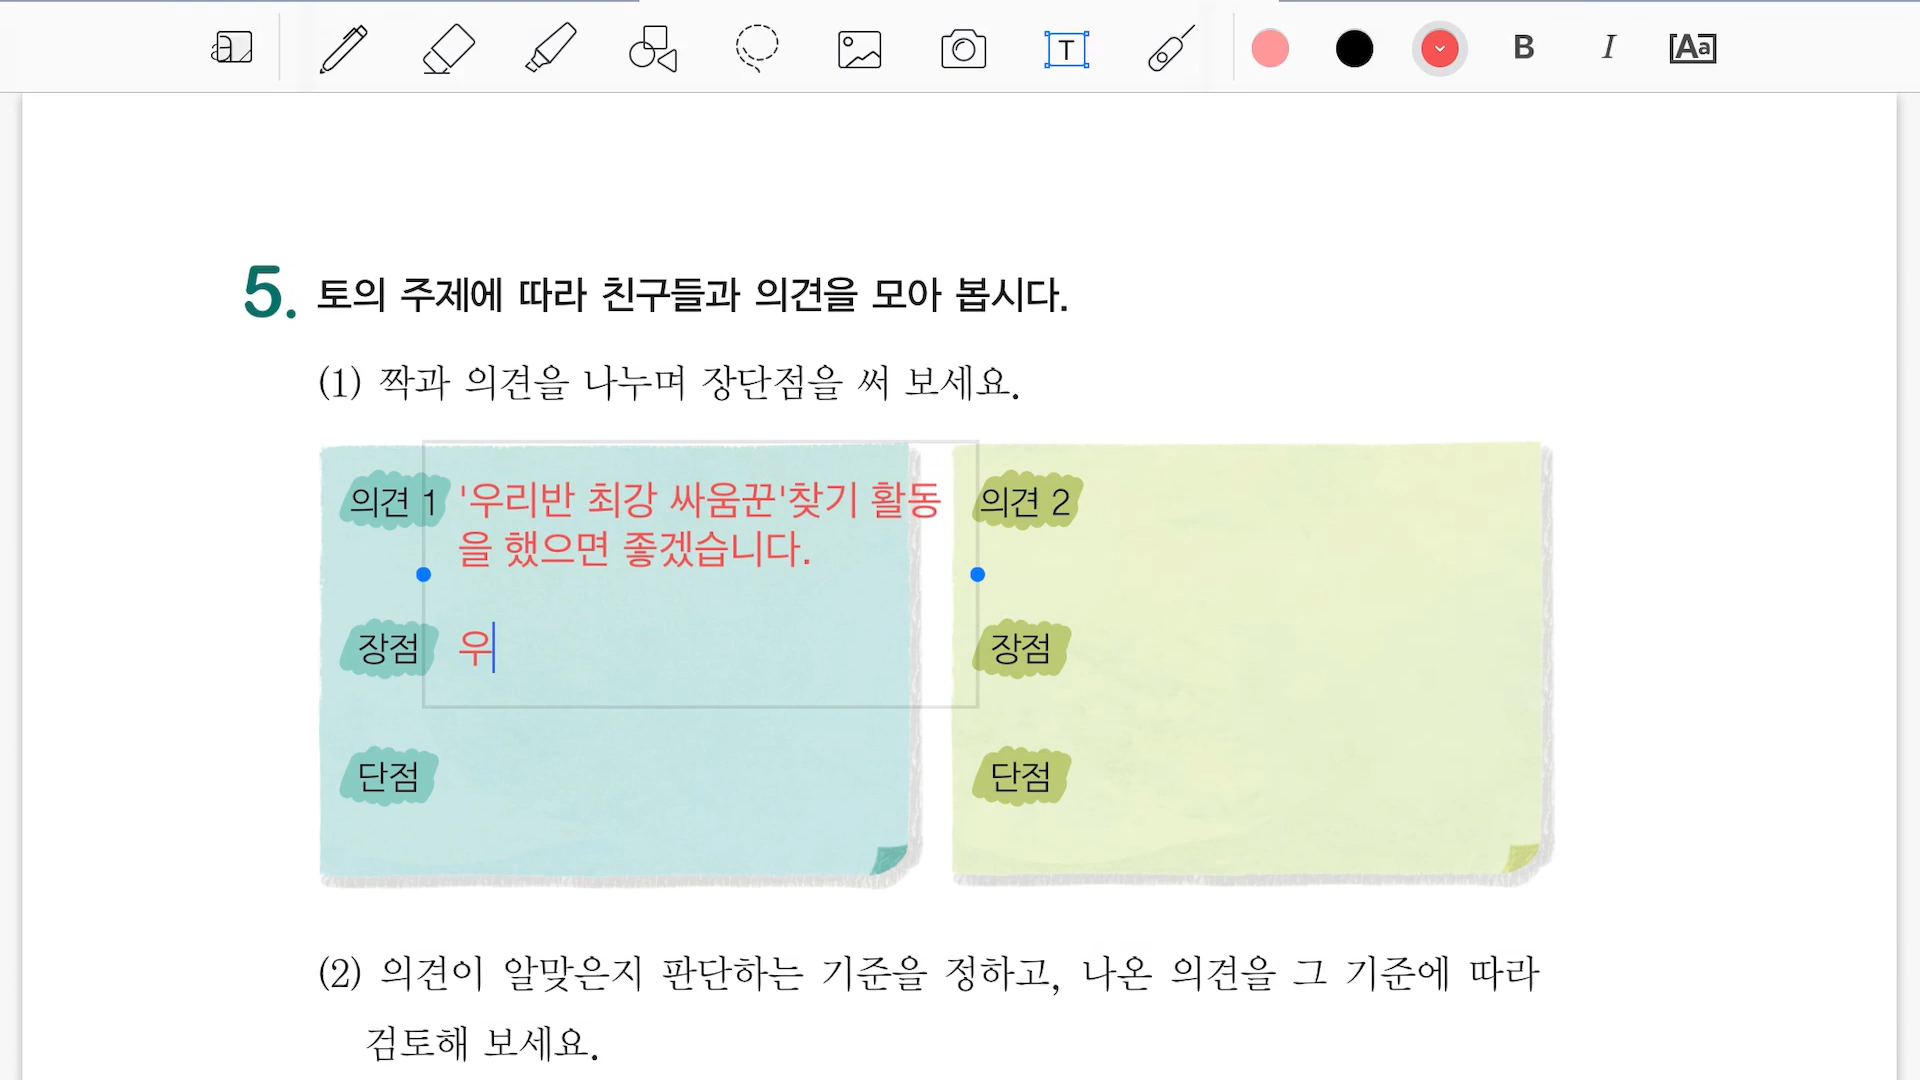 T B I Aa
5. 토의 주제에 따라 친구들과 의견을 모아 봅시다.
(1) 짝과 의견을 나누며 장단점을 써 보세요.
의견 1 '우리반 최강 싸움꾼'찾기 활동
을 했으면 좋겠습니다.
장점 우
단점
의견 2
장점
단점
(2) 의견이 알맞은지 판단하는 기준을 정하고, 나온 의견을 그 기준에 따라
검토해 보세요.